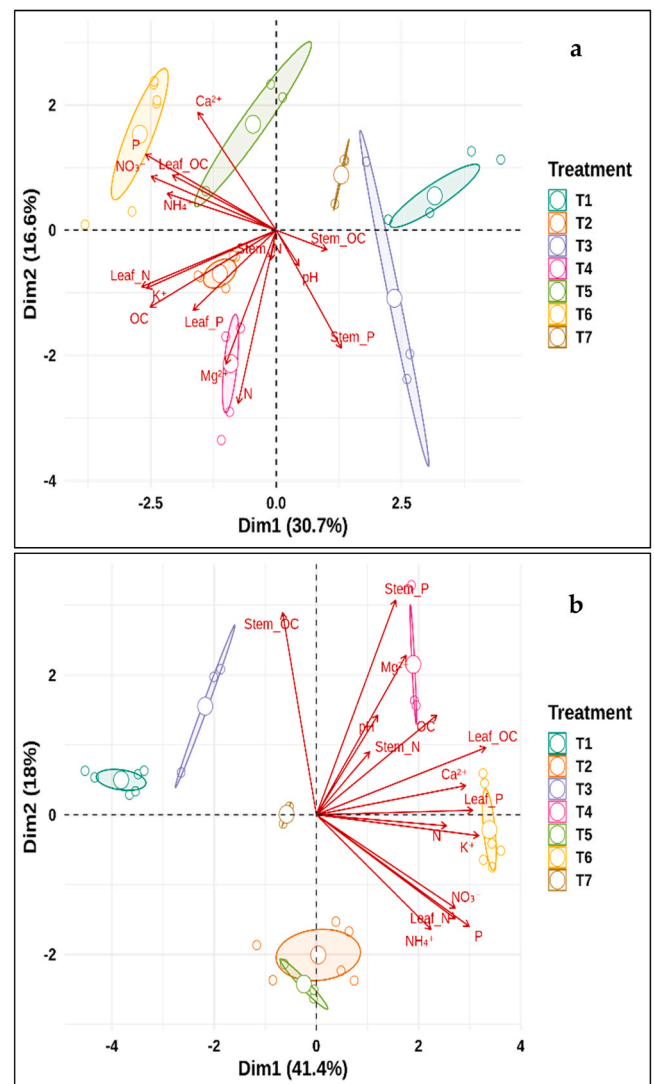 a
Ca²⁺
P
NO₃⁻
Leaf_OC
NH₄⁺
Stem_N
Stem_OC
pH
Leaf_N
K⁺
OC
Leaf_P
Stem_P
Mg²⁺
N
2
0
-2
-4
Dim2 (16.6%)
-2.5
0.0
2.5
Dim1 (30.7%)
Treatment
T1
T2
T3
T4
T5
T6
T7
b
Stem_P
Stem_OC
Mg²⁺
pH
OC
Stem_N
Leaf_OC
Ca²⁺
Leaf_P
N
K⁺
NO₃⁻
Leaf_N
NH₄⁺
P
2
0
-2
Dim2 (18%)
-4
-2
0
2
4
Dim1 (41.4%)
Treatment
T1
T2
T3
T4
T5
T6
T7